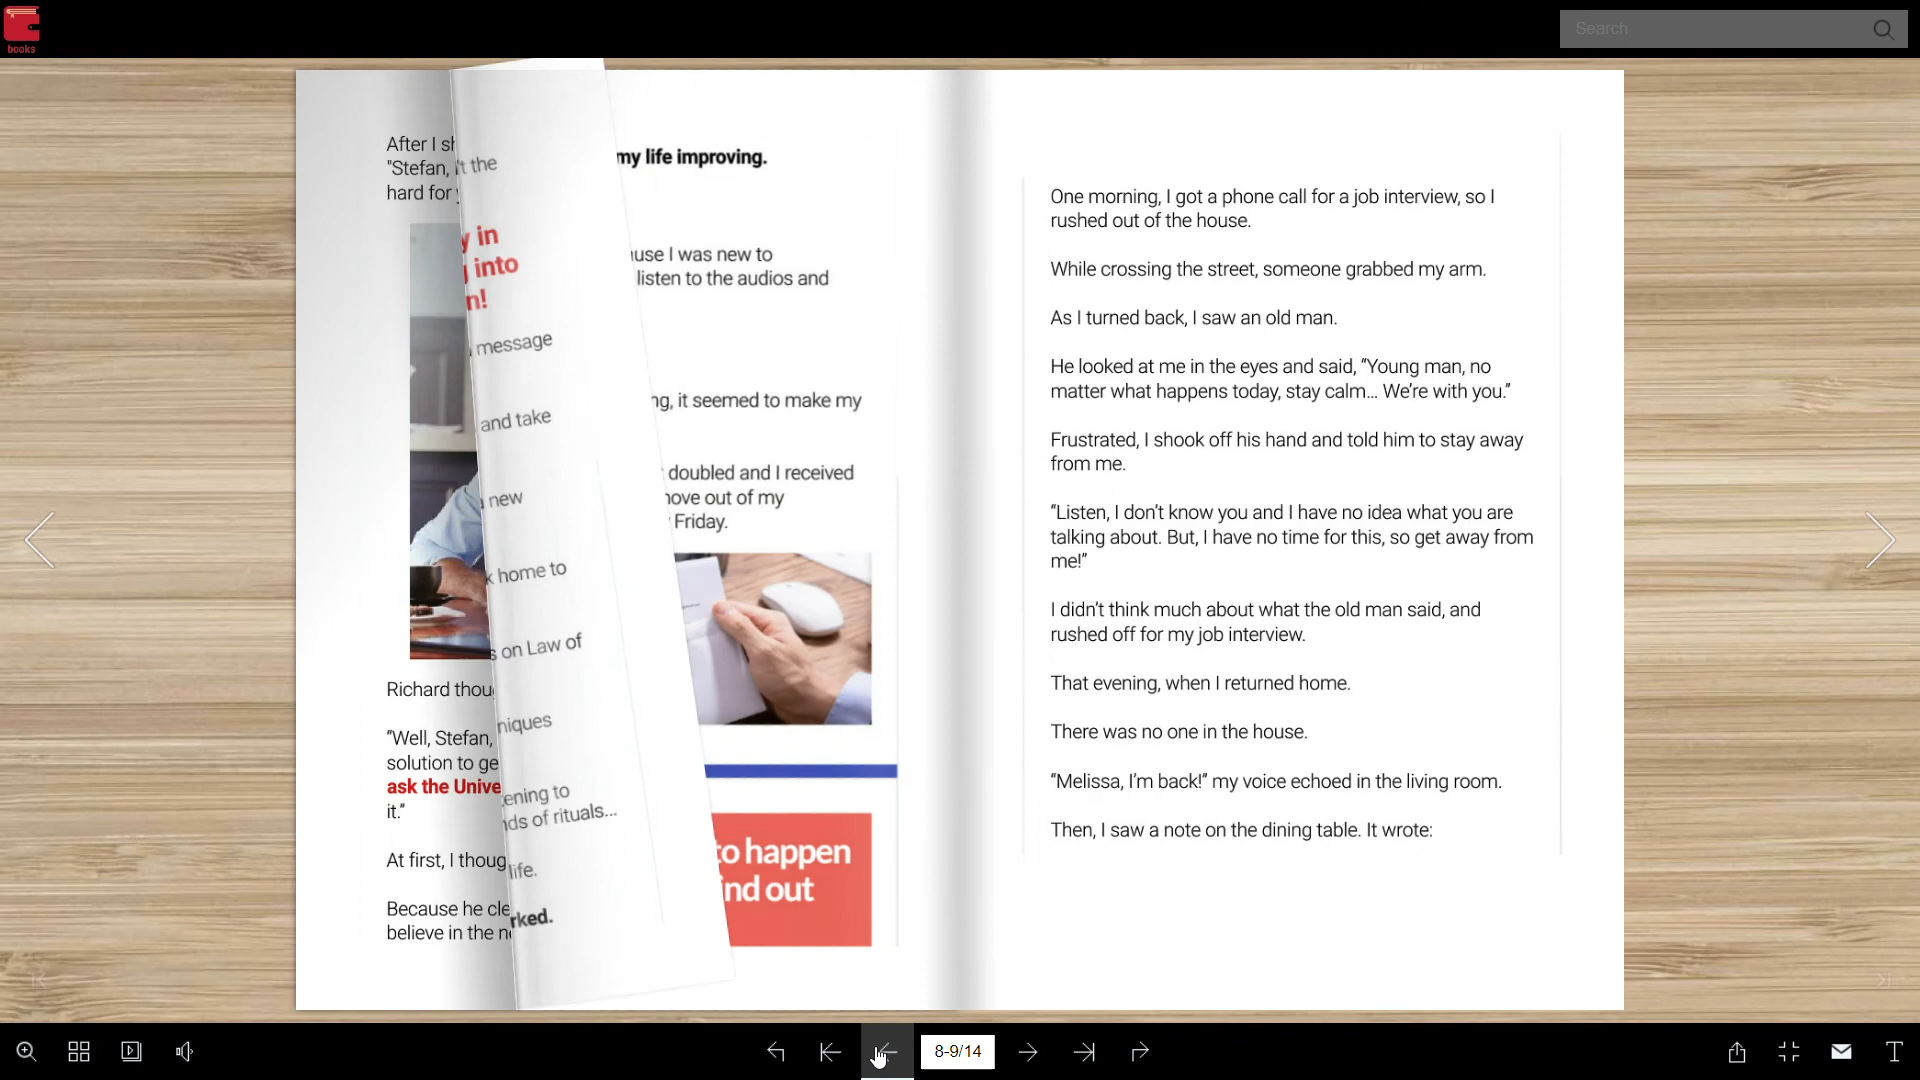 books
Search
After I
"Stefan,
hard for
t the
in
into
message
and take
new
home to
on Law of
ening to
of rituals...
life.
rked.
Richard
"Well, Stefan,
solution to ge
ask the Unive
it."
At first, I thoug
Because he cle
believe in the
my life improving.
use I was new to
listen to the audios and
ng, it seemed to make my
doubled and I received
ove out of my
Friday.
to happen
ind out
One morning, I got a phone call for a job interview, so I
rushed out of the house.
While crossing the street, someone grabbed my arm.
As I turned back, I saw an old man.
He looked at me in the eyes and said, “Young man, no
matter what happens today, stay calm... We’re with you.”
Frustrated, I shook off his hand and told him to stay away
from me.
“Listen, I don’t know you and I have no idea what you are
talking about. But, I have no time for this, so get away from
me!”
I didn’t think much about what the old man said, and
rushed off for my job interview.
That evening, when I returned home.
There was no one in the house.
“Melissa, I’m back!” my voice echoed in the living room.
Then, I saw a note on the dining table. It wrote:
8-9/14